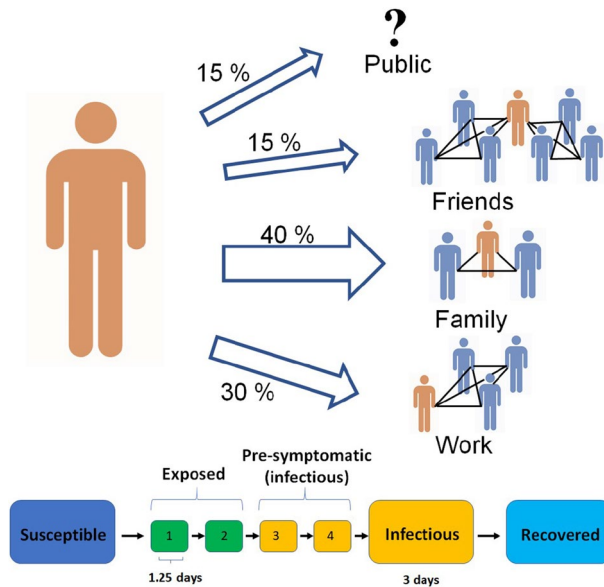 ?
15 %
Public
15 %
Friends
40 %
Family
30 %
Work
Pre-symptomatic
(infectious)
Exposed
Susceptible
1
2
3
4
Infectious
Recovered
1.25 days
3 days